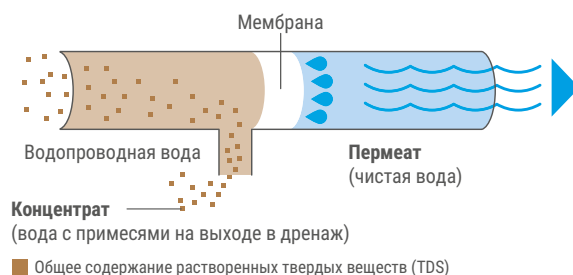 Мембрана
Водопроводная вода
Пермеат
(чистая вода)
Концентрат
(вода с примесями на выходе в дренаж)
Общее содержание растворенных твердых веществ (TDS)